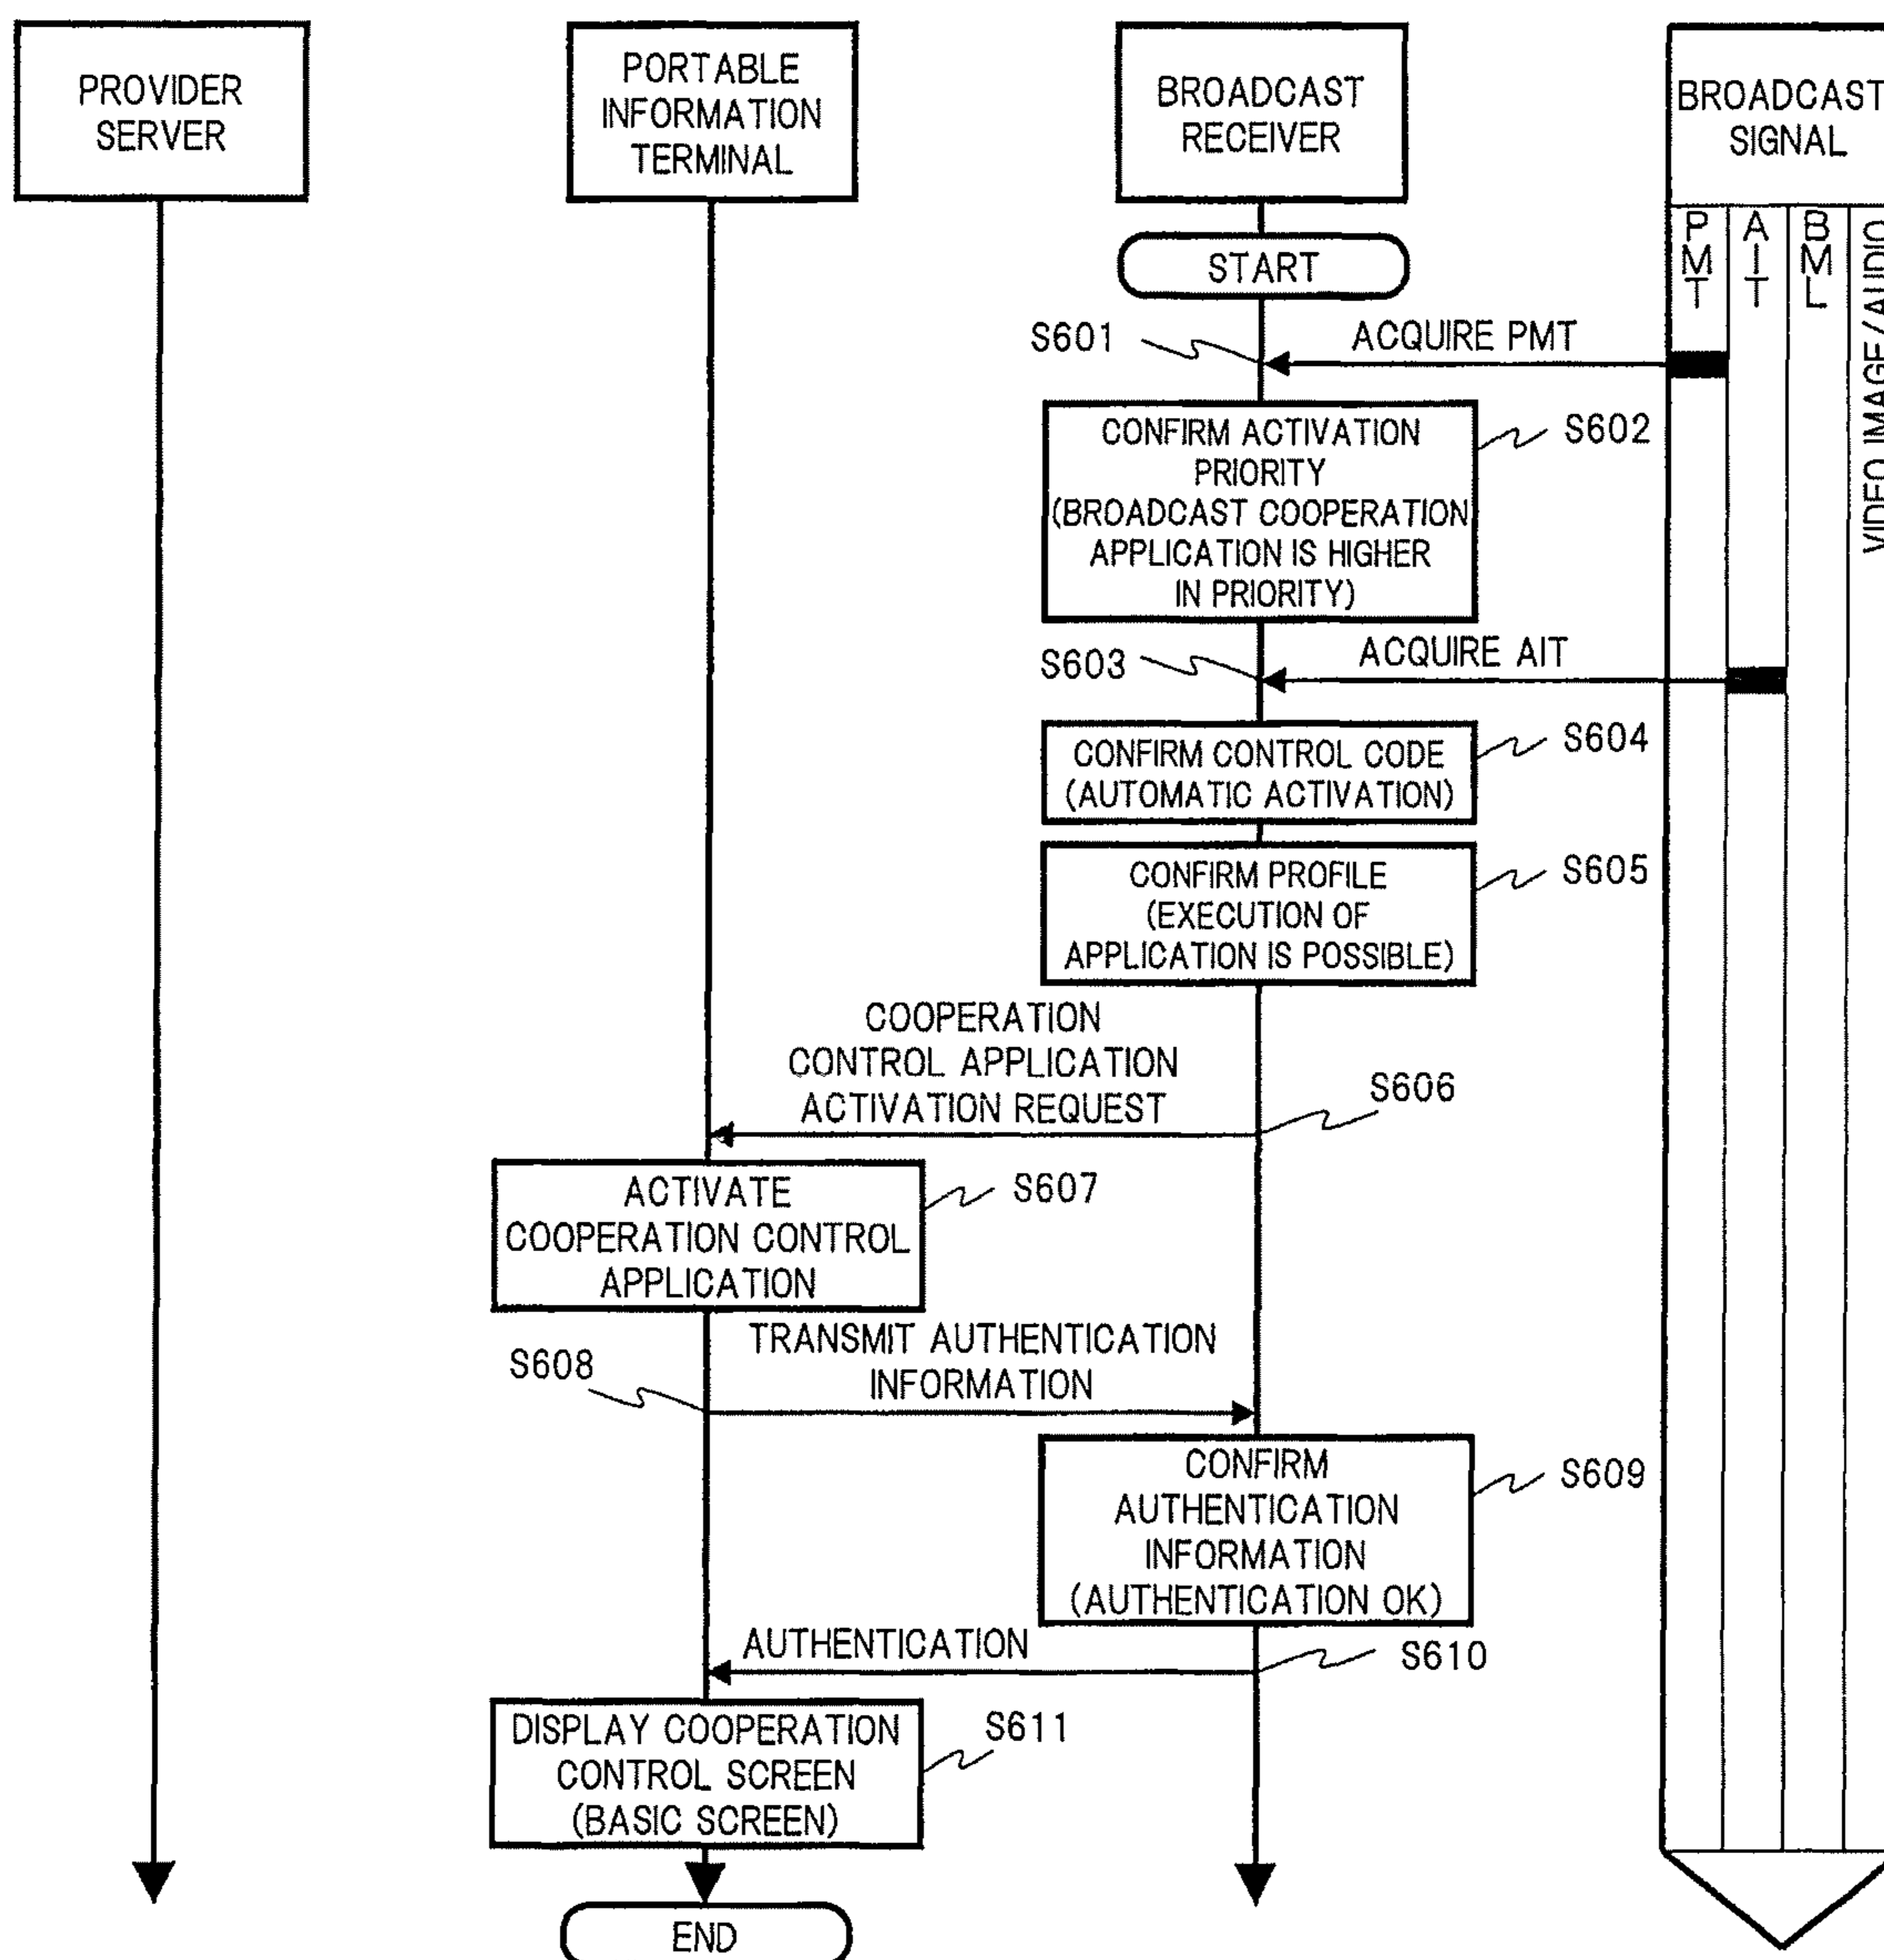 PROVIDER
SERVER
PORTABLE
INFORMATION
TERMINAL
BROADCAST
RECEIVER
BROADCAST
SIGNAL
PMT
AIT
BML
VIDEO IMAGE/AUDIO
START
S601
ACQUIRE PMT
CONFIRM ACTIVATION
PRIORITY
(BROADCAST COOPERATION
APPLICATION IS HIGHER
IN PRIORITY)
S602
S603
ACQUIRE AIT
CONFIRM CONTROL CODE
(AUTOMATIC ACTIVATION)
S604
CONFIRM PROFILE
(EXECUTION OF
APPLICATION IS POSSIBLE)
S605
COOPERATION
CONTROL APPLICATION
ACTIVATION REQUEST
S606
ACTIVATE
COOPERATION CONTROL
APPLICATION
S607
S608
TRANSMIT AUTHENTICATION
INFORMATION
CONFIRM
AUTHENTICATION
INFORMATION
(AUTHENTICATION OK)
S609
AUTHENTICATION
S610
DISPLAY COOPERATION
CONTROL SCREEN
(BASIC SCREEN)
S611
END